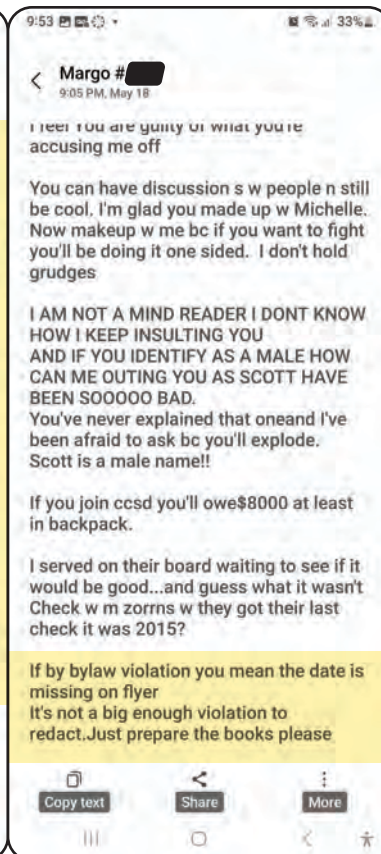 9:53
33%
Margo #
9:05 PM, May 18
I feel You are guilty of what you're
accusing me off
You can have discussion s w people n still
be cool. I'm glad you made up w Michelle.
Now makeup w me bc if you want to fight
you'll be doing it one sided. I don't hold
grudges
I AM NOT A MIND READER I DONT KNOW
HOW I KEEP INSULTING YOU
AND IF YOU IDENTIFY AS A MALE HOW
CAN ME OUTING YOU AS SCOTT HAVE
BEEN SOOOOO BAD.
You've never explained that oneand I've
been afraid to ask bc you'll explode.
Scott is a male name!!
If you join ccsd you'll owe$8000 at least
in backpack.
I served on their board waiting to see if it
would be good...and guess what it wasn't
Check w m zorrns w they got their last
check it was 2015?
If by bylaw violation you mean the date is
missing on flyer
It's not a big enough violation to
redact.Just prepare the books please
Copy text
Share
More